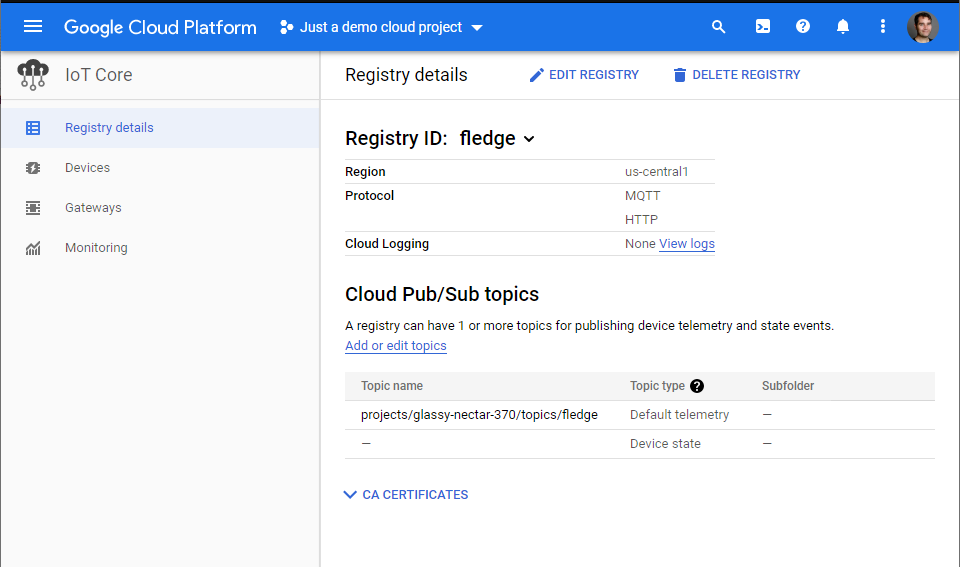 Google Cloud Platform Just a demo cloud project
IoT Core
Registry details EDIT REGISTRY DELETE REGISTRY
Registry details
Devices
Gateways
Monitoring
Registry ID: fledge
Region us-central1
Protocol MQTT
HTTP
Cloud Logging None View logs
Cloud Pub/Sub topics
A registry can have 1 or more topics for publishing device telemetry and state events.
Add or edit topics
Topic name Topic type ? Subfolder
projects/glassy-nectar-370/topics/fledge Default telemetry —
— Device state —
CA CERTIFICATES